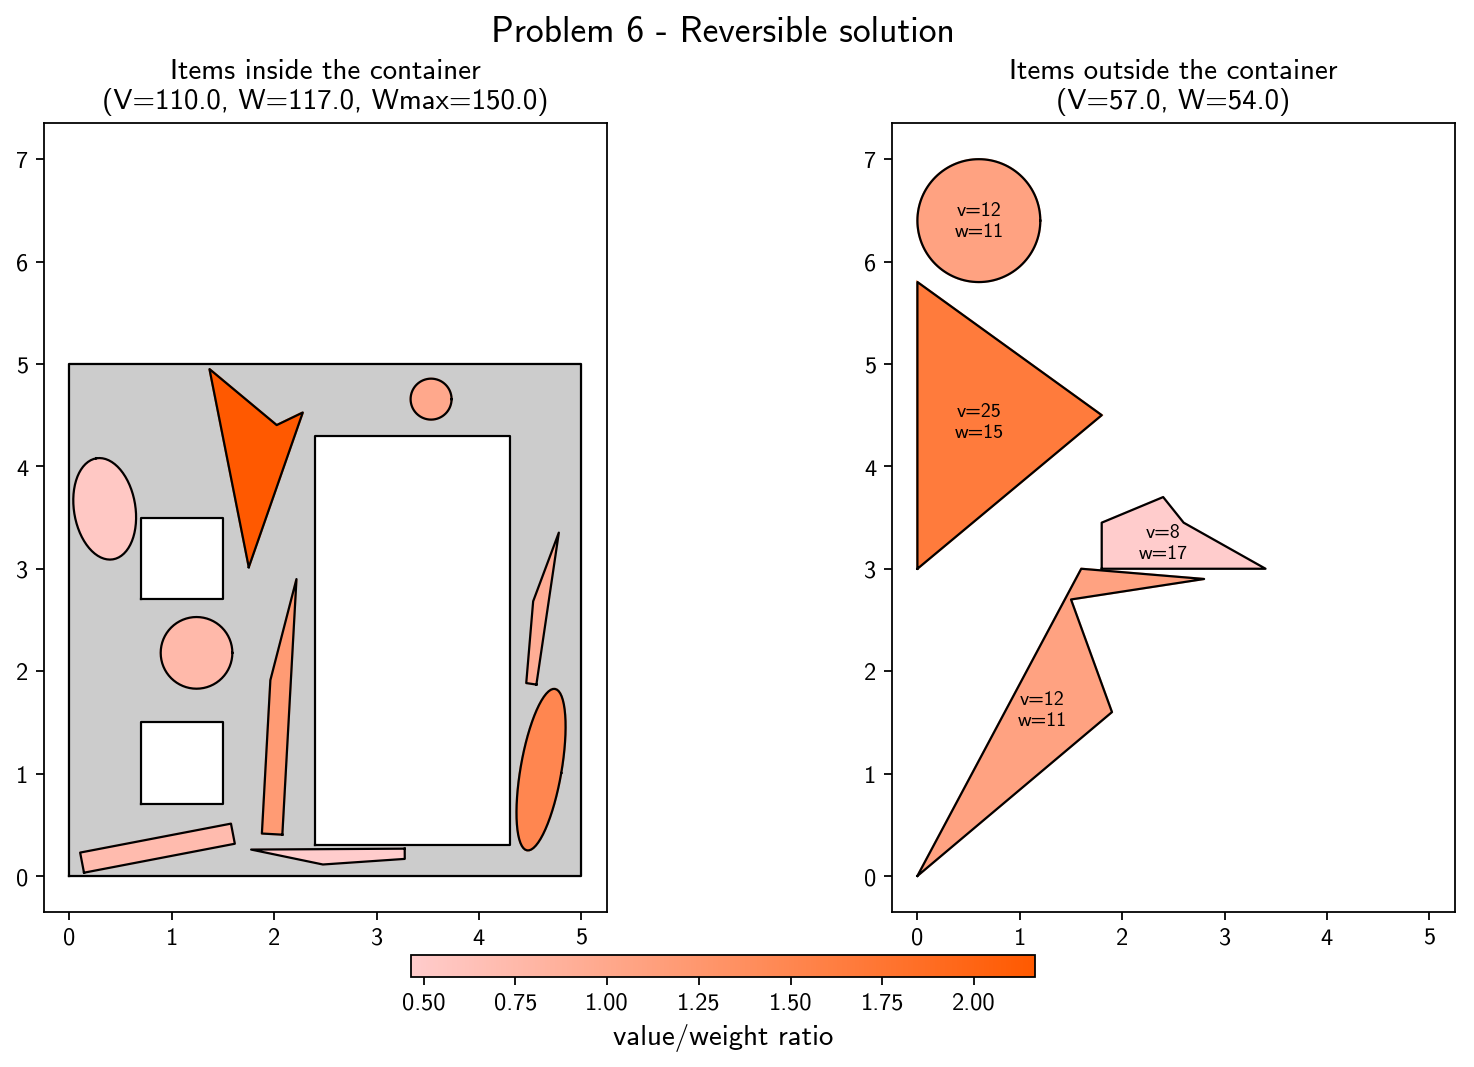 Problem 6 - Reversible solution
Items inside the container
(V=110.0, W=117.0, Wmax=150.0)
7
6
5
4
3
2
1
0
0 1 2 3 4 5
Items outside the container
(V=57.0, W=54.0)
7
6
5
4
3
2
1
0
v=12
w=11
v=25
w=15
v=8
w=17
v=12
w=11
0 1 2 3 4 5
0.50 0.75 1.00 1.25 1.50 1.75 2.00
value/weight ratio